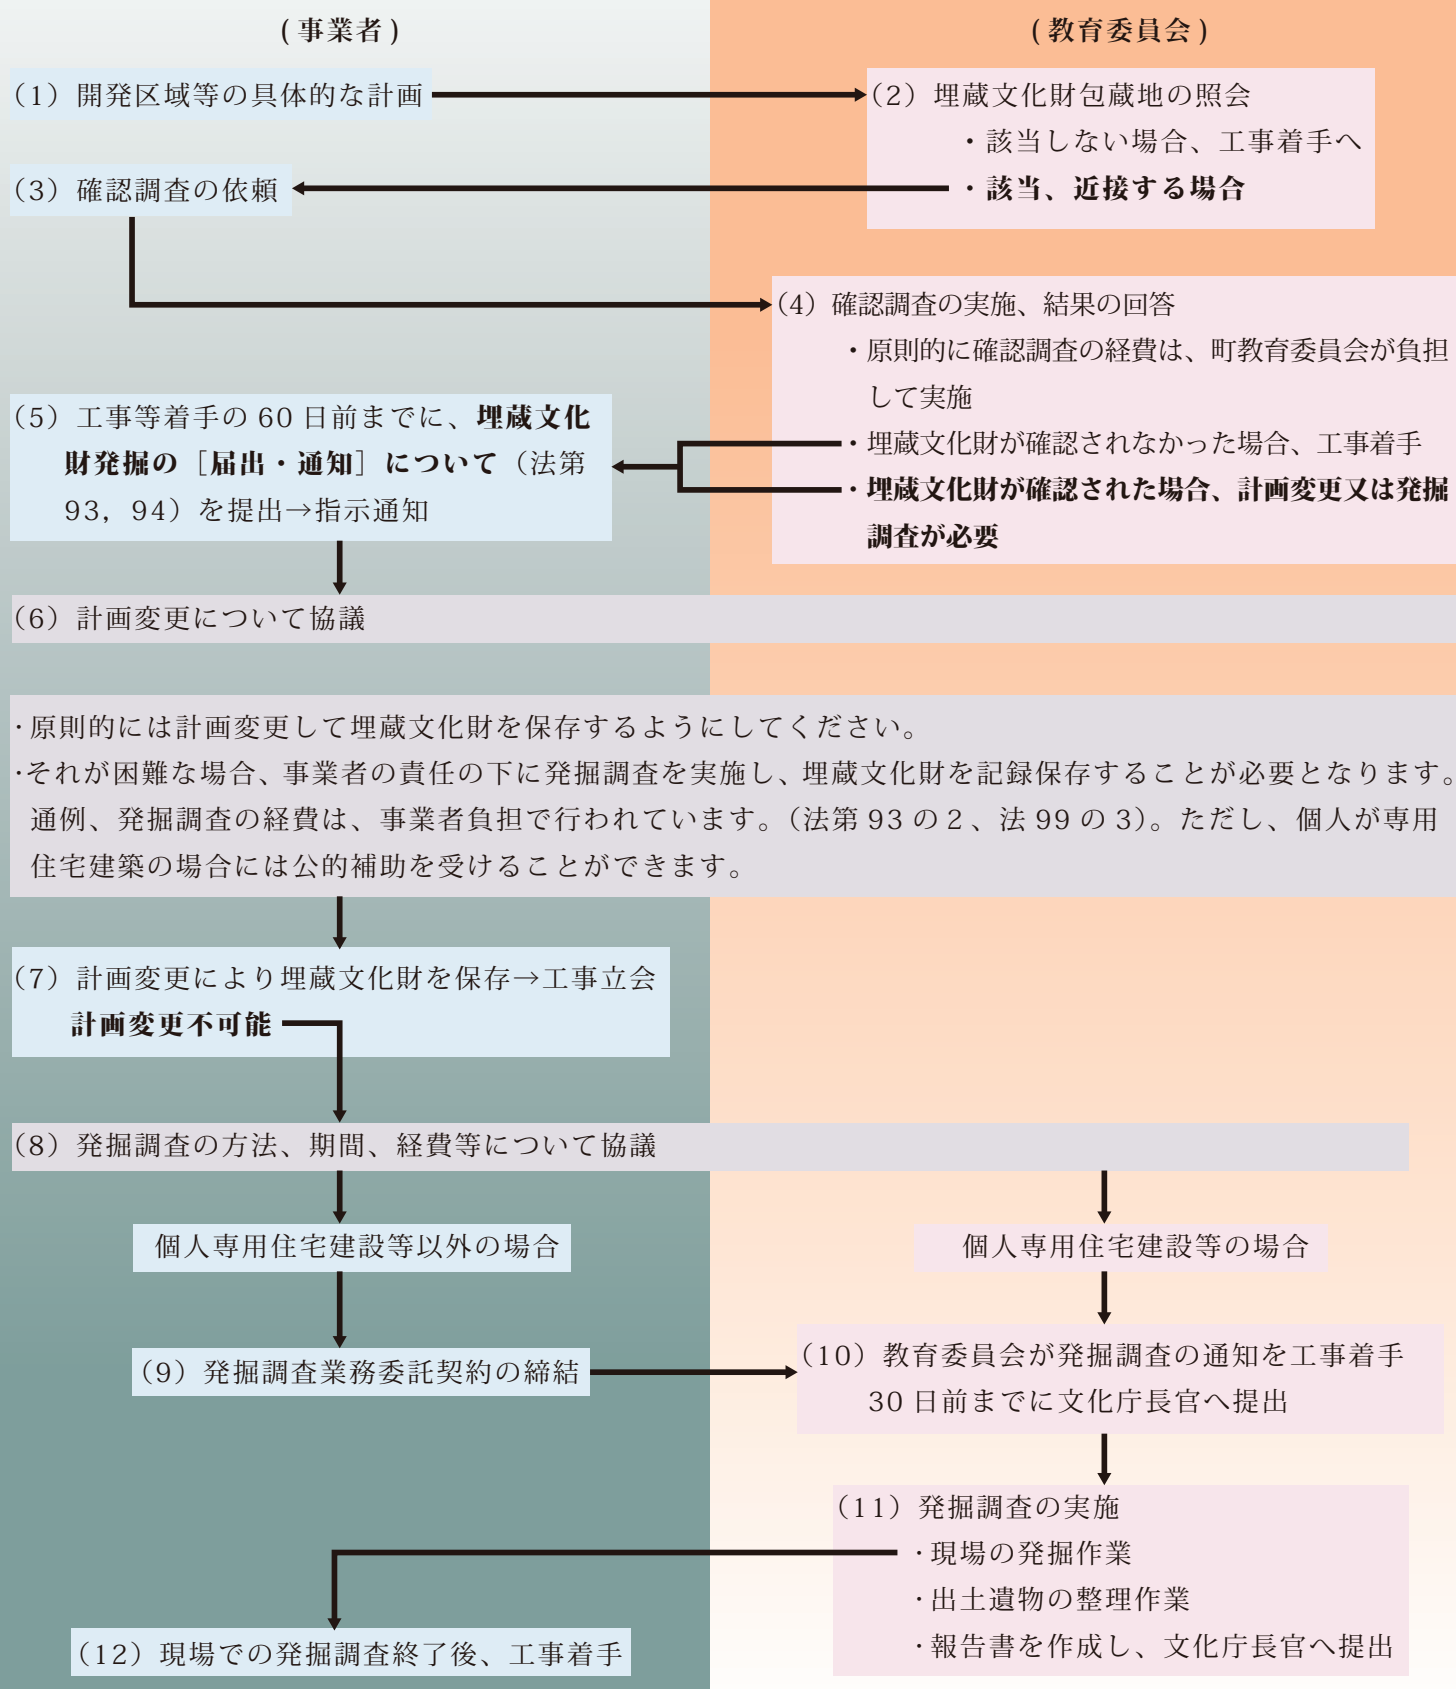 (事業者)
(教育委員会)
（1）開発区域等の具体的な計画
（2）埋蔵文化財包蔵地の照会
・該当しない場合、工事着手へ
・該当、近接する場合
（3）確認調査の依頼
（4）確認調査の実施、結果の回答
・原則的に確認調査の経費は、町教育委員会が負担
して実施
・埋蔵文化財が確認されなかった場合、工事着手
・埋蔵文化財が確認された場合、計画変更又は発掘
調査が必要
（5）工事等着手の 60 日前までに、埋蔵文化
財発掘の［届出・通知］について（法第
93，94）を提出→指示通知
（6）計画変更について協議
・原則的には計画変更して埋蔵文化財を保存するようにしてください。
・それが困難な場合、事業者の責任の下に発掘調査を実施し、埋蔵文化財を記録保存することが必要となります。
通例、発掘調査の経費は、事業者負担で行われています。（法第 93 の 2 、法 99 の 3）。ただし、個人が専用
住宅建築の場合には公的補助を受けることができます。
（7）計画変更により埋蔵文化財を保存→工事立会
計画変更不可能
（8）発掘調査の方法、期間、経費等について協議
個人専用住宅建設等以外の場合
個人専用住宅建設等の場合
（9）発掘調査業務委託契約の締結
（10）教育委員会が発掘調査の通知を工事着手
30 日前までに文化庁長官へ提出
（11）発掘調査の実施
・現場の発掘作業
・出土遺物の整理作業
・報告書を作成し、文化庁長官へ提出
（12）現場での発掘調査終了後、工事着手